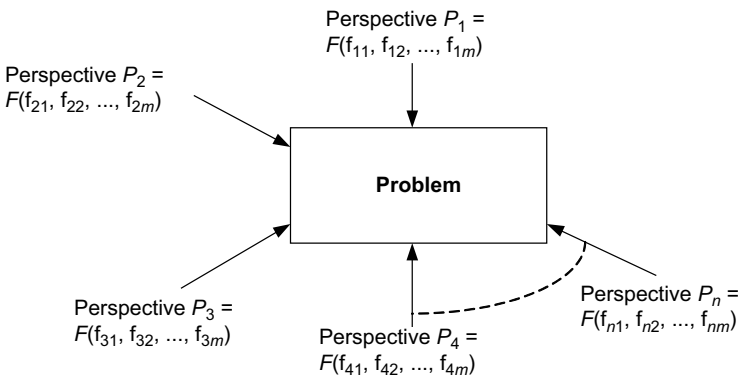 Perspective P₁ =
F(f₁₁, f₁₂, ..., f₁ₘ)
Perspective P₂ =
F(f₂₁, f₂₂, ..., f₂ₘ)
Problem
Perspective P₃ =
F(f₃₁, f₃₂, ..., f₃ₘ)
Perspective P₄ =
F(f₄₁, f₄₂, ..., f₄ₘ)
Perspective Pₙ =
F(fₙ₁, fₙ₂, ..., fₙₘ)